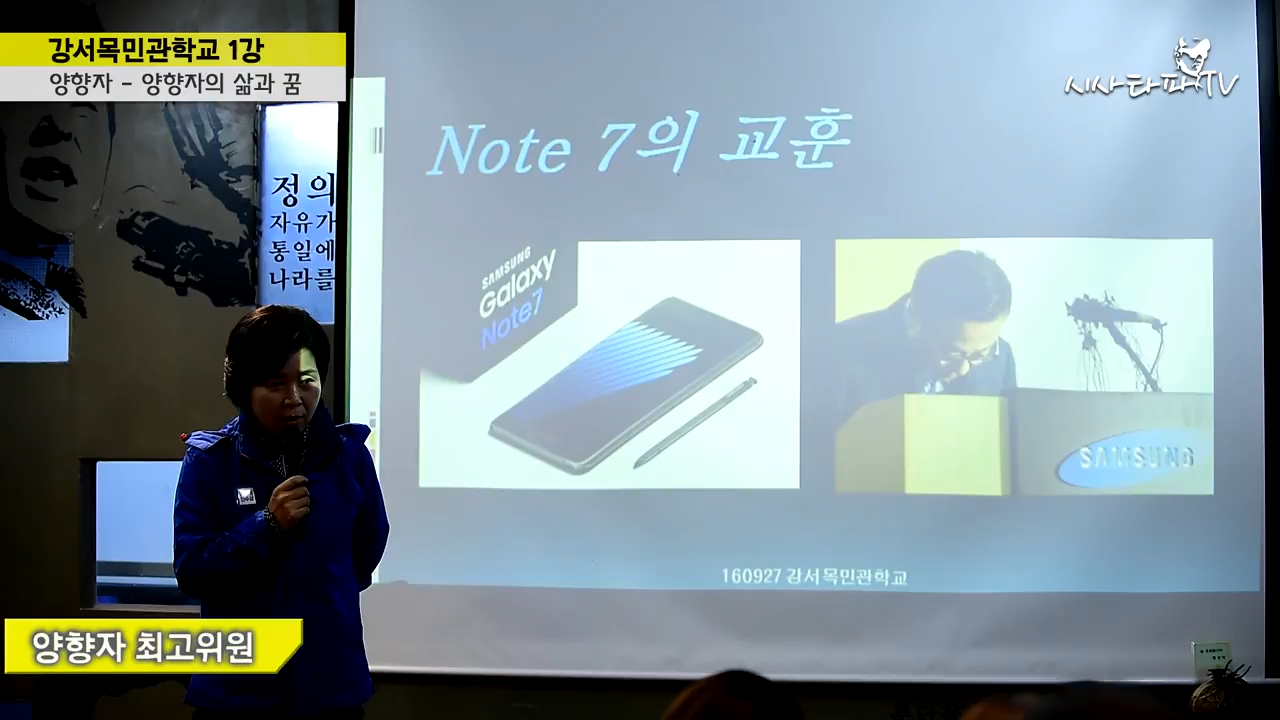 강서목민관학교 1강
양향자 - 양향자의 삶과 꿈
시사타파TV
정의
자유가
통일에
나라를
Note 7의 교훈
SAMSUNG
Galaxy
Note7
SAMSUNG
160927 강서목민관학교
양향자 최고위원